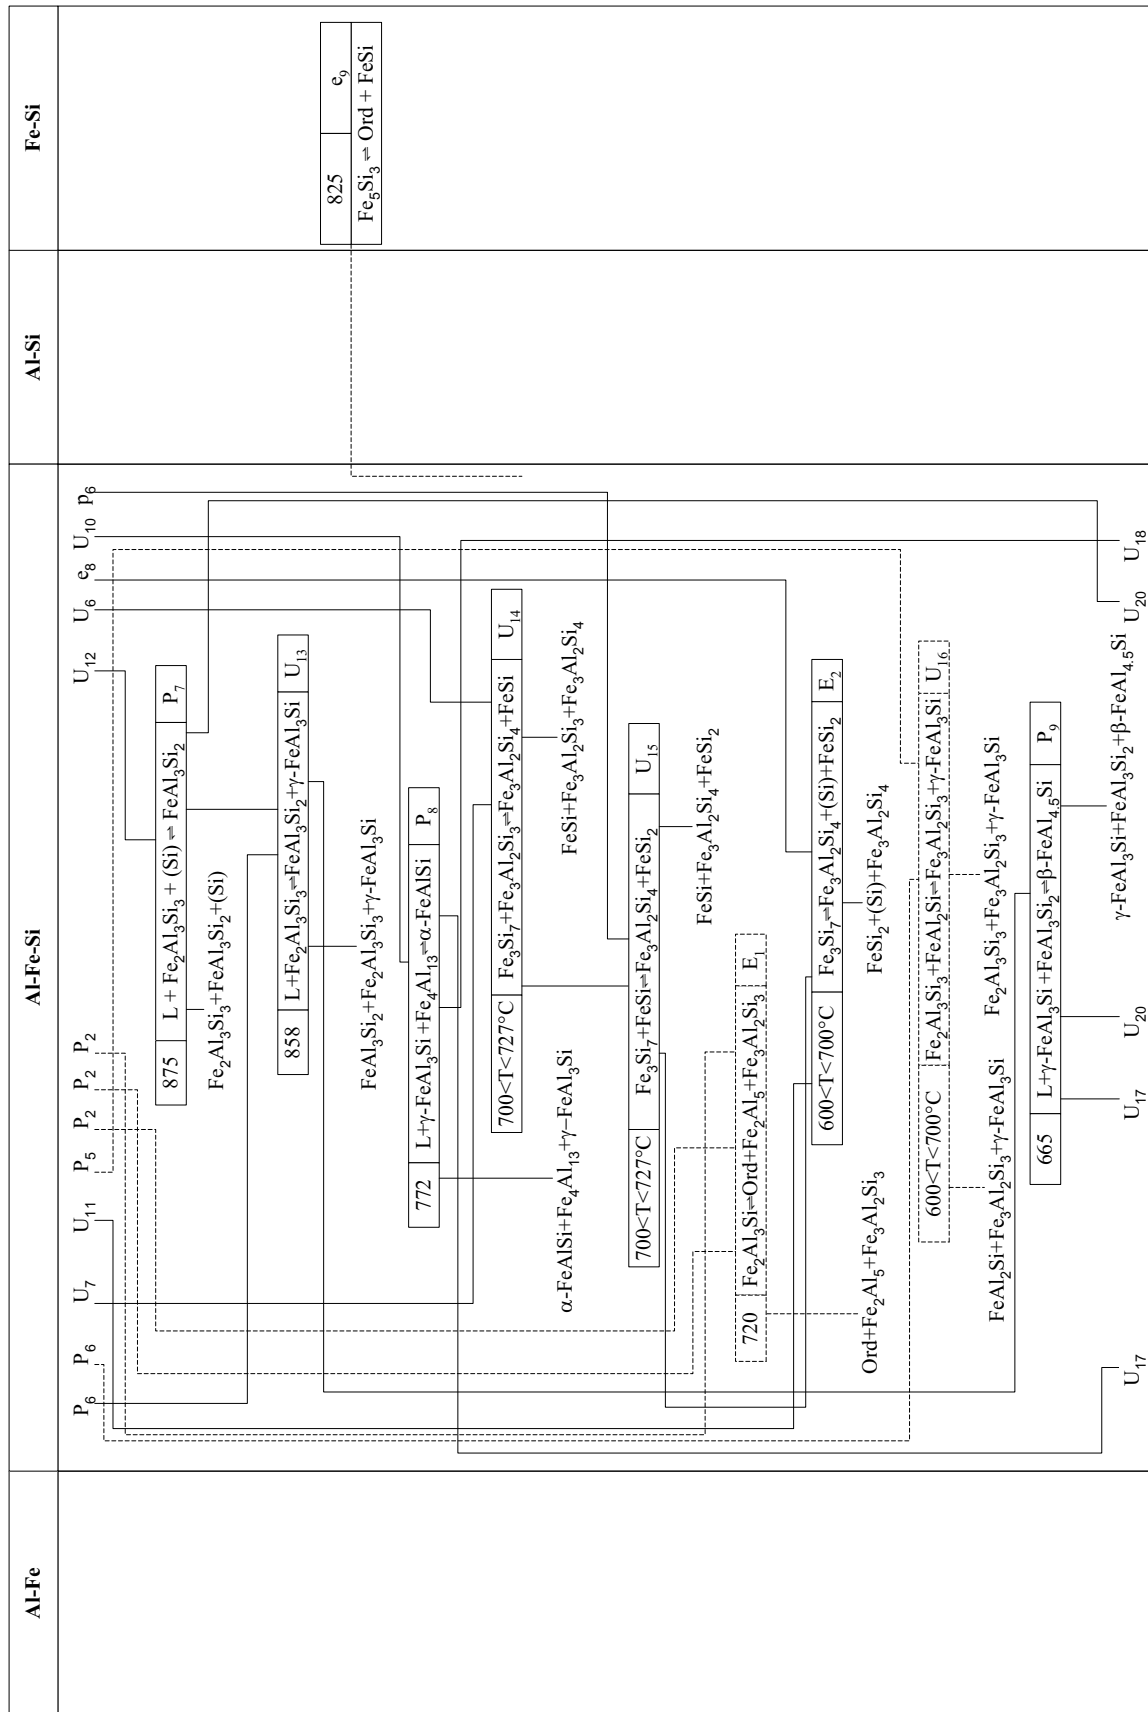 Al-Fe
Al-Fe-Si
Al-Si
Fe-Si
P₆
P₆
U₇
U₁₁
P₅
P₂
P₂
P₂
U₁₂
U₆
e₈
U₁₀
p₆
875 L + Fe₂Al₃Si₃ + (Si) ⇌ FeAl₃Si₂ P₇
Fe₂Al₃Si₃+FeAl₃Si₂+(Si)
858 L+Fe₂Al₃Si₃⇌FeAl₃Si₂+γ-FeAl₃Si U₁₃
825 e₉
Fe₅Si₃ ⇌ Ord + FeSi
FeAl₃Si₂+Fe₂Al₃Si₃+γ-FeAl₃Si
772 L+γ-FeAl₃Si+Fe₄Al₁₃⇌α-FeAlSi P₈
700<T<727°C Fe₃Si₇+Fe₃Al₂Si₃⇌Fe₃Al₂Si₄+FeSi U₁₄
α-FeAlSi+Fe₄Al₁₃+γ−FeAl₃Si
FeSi+Fe₃Al₂Si₃+Fe₃Al₂Si₄
700<T<727°C Fe₃Si₇+FeSi⇌Fe₃Al₂Si₄+FeSi₂ U₁₅
FeSi+Fe₃Al₂Si₄+FeSi₂
720 Fe₂Al₃Si⇌Ord+Fe₂Al₅+Fe₃Al₂Si₃ E₁
600<T<700°C Fe₃Si₇⇌Fe₃Al₂Si₄+(Si)+FeSi₂ E₂
Ord+Fe₂Al₅+Fe₃Al₂Si₃
FeSi₂+(Si)+Fe₃Al₂Si₄
600<T<700°C Fe₂Al₃Si₃+FeAl₂Si⇌Fe₃Al₂Si₃+γ-FeAl₃Si U₁₆
FeAl₂Si+Fe₃Al₂Si₃+γ-FeAl₃Si
Fe₂Al₃Si₃+Fe₃Al₂Si₃+γ-FeAl₃Si
665 L+γ-FeAl₃Si +FeAl₃Si₂⇌β-FeAl₄.₅Si P₉
γ-FeAl₃Si+FeAl₃Si₂+β-FeAl₄.₅Si
U₁₇
U₁₇
U₂₀
U₂₀
U₁₈